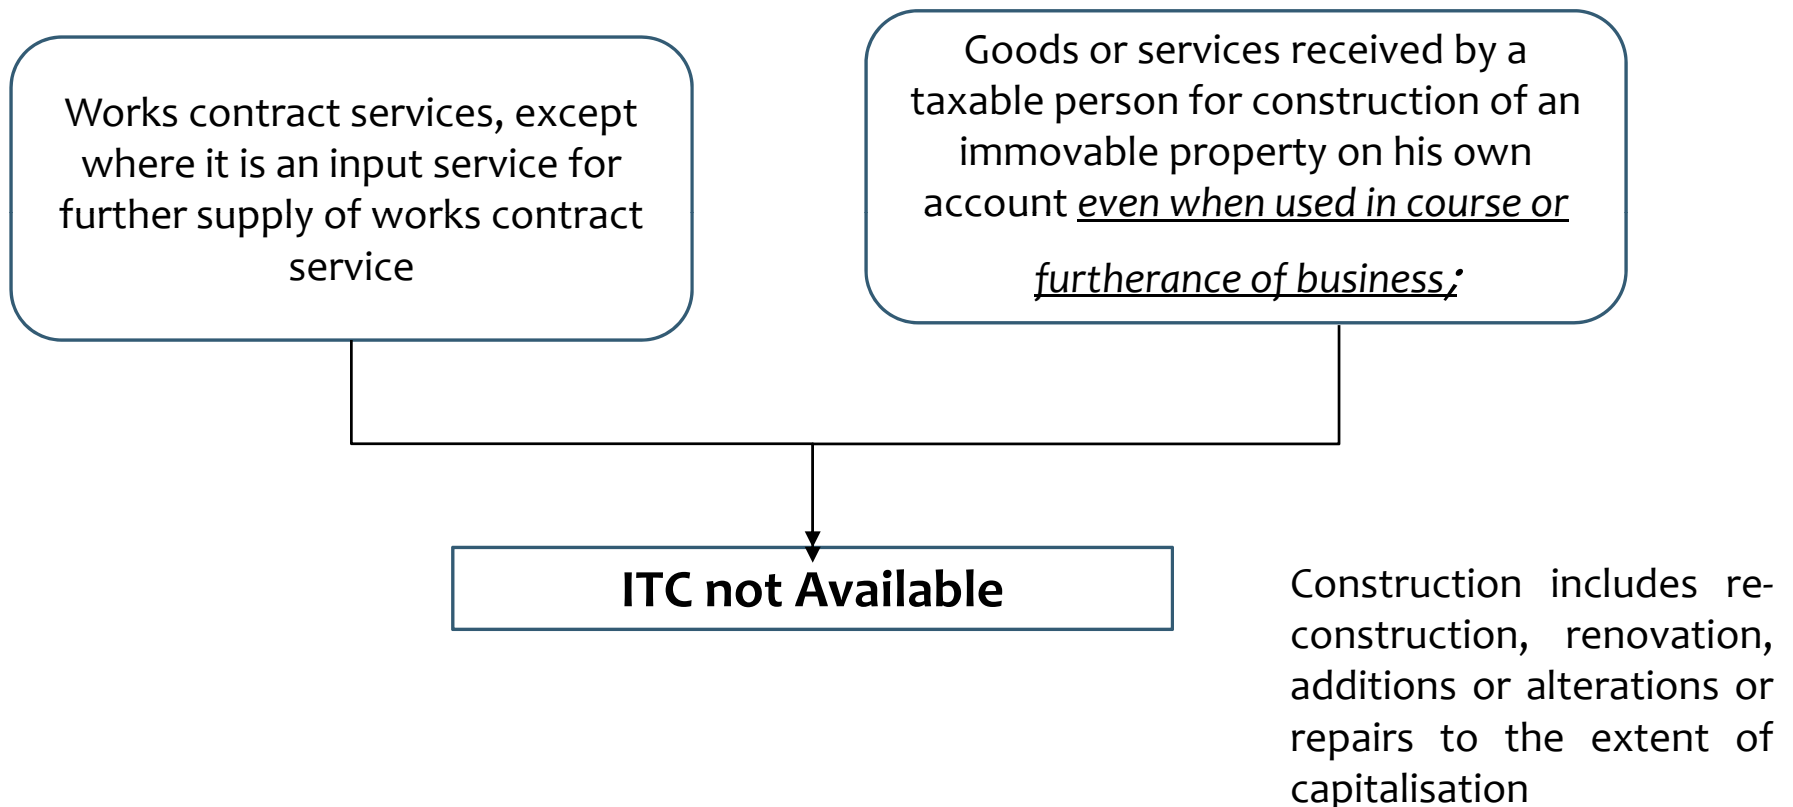 Works contract services, except
where it is an input service for
further supply of works contract
service
Goods or services received by a
taxable person for construction of an
immovable property on his own
account even when used in course or
furtherance of business;
ITC not Available
Construction includes re-
construction, renovation,
additions or alterations or
repairs to the extent of
capitalisation